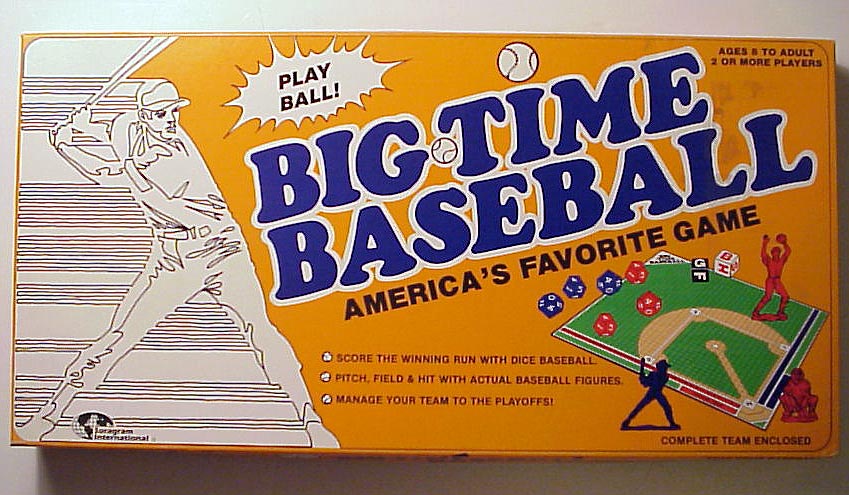 PLAY
BALL!
AGES 8 TO ADULT
2 OR MORE PLAYERS
BIG-TIME
BASEBALL
AMERICA'S FAVORITE GAME
GF
BH
SCORE THE WINNING RUN WITH DICE BASEBALL.
PITCH, FIELD & HIT WITH ACTUAL BASEBALL FIGURES.
MANAGE YOUR TEAM TO THE PLAYOFFS!
International
COMPLETE TEAM ENCLOSED